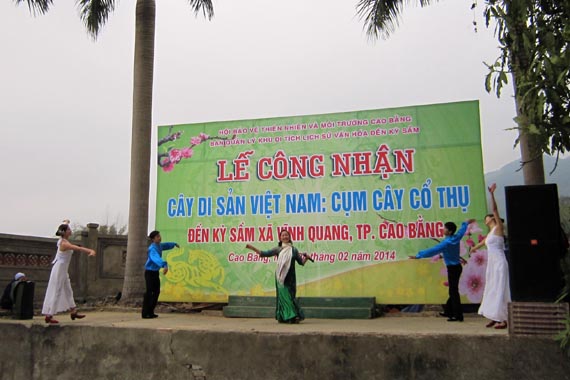 HỘI BẢO VỆ THIÊN NHIÊN VÀ MÔI TRƯỜNG CAO BẰNG
BAN QUẢN LÝ KHU DI TÍCH LỊCH SỬ VĂN HÓA ĐỀN KỲ SẦM
LỄ CÔNG NHẬN
CÂY DI SẢN VIỆT NAM: CỤM CÂY CỔ THỤ
ĐỀN KỲ SẦM XÃ VĨNH QUANG, TP. CAO BẰNG
Cao Bằng, tháng 02 năm 2014